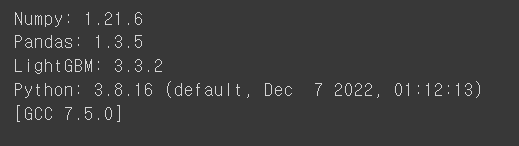 Numpy: 1.21.6
Pandas: 1.3.5
LightGBM: 3.3.2
Python: 3.8.16 (default, Dec  7 2022, 01:12:13)
[GCC 7.5.0]